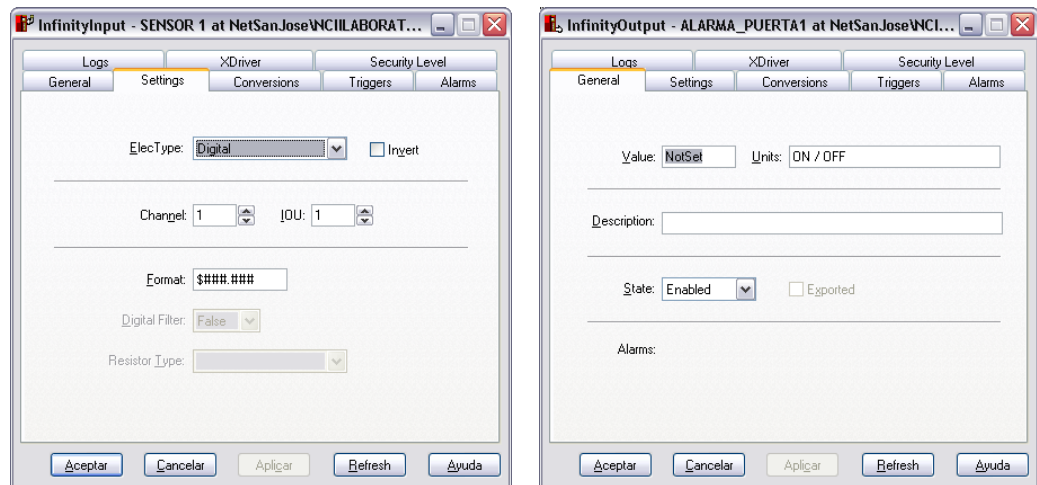 InfinityInput - SENSOR 1 at NetSanJose\NCIILABORAT...
Logs XDriver Security Level
General Settings Conversions Triggers Alarms
ElecType: Digital Invert
Channel: 1 IOU: 1
Format: $###.###
Digital Filter: False
Resistor Type:
Aceptar Cancelar Aplicar Refresh Ayuda
InfinityOutput - ALARMA_PUERTA1 at NetSanJose\NCI...
Logs XDriver Security Level
General Settings Conversions Triggers Alarms
Value: NotSet Units: ON / OFF
Description:
State: Enabled Exported
Alarms:
Aceptar Cancelar Aplicar Refresh Ayuda